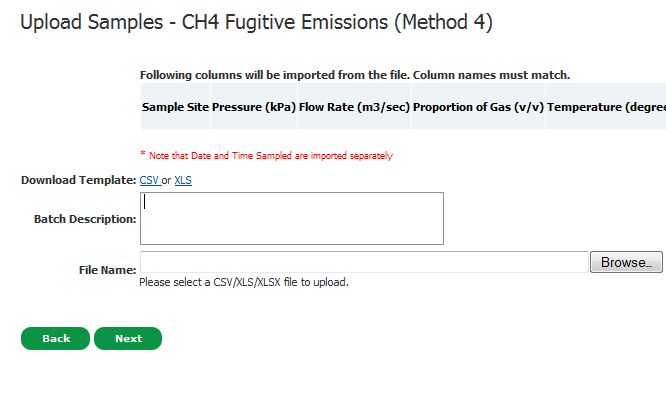 Upload Samples - CH4 Fugitive Emissions (Method 4)
Following columns will be imported from the file. Column names must match.
Sample Site Pressure (kPa) Flow Rate (m3/sec) Proportion of Gas (v/v) Temperature (degree
* Note that Date and Time Sampled are imported separately
Download Template: CSV or XLS
Batch Description:
File Name: Browse...
Please select a CSV/XLS/XLSX file to upload.
Back Next